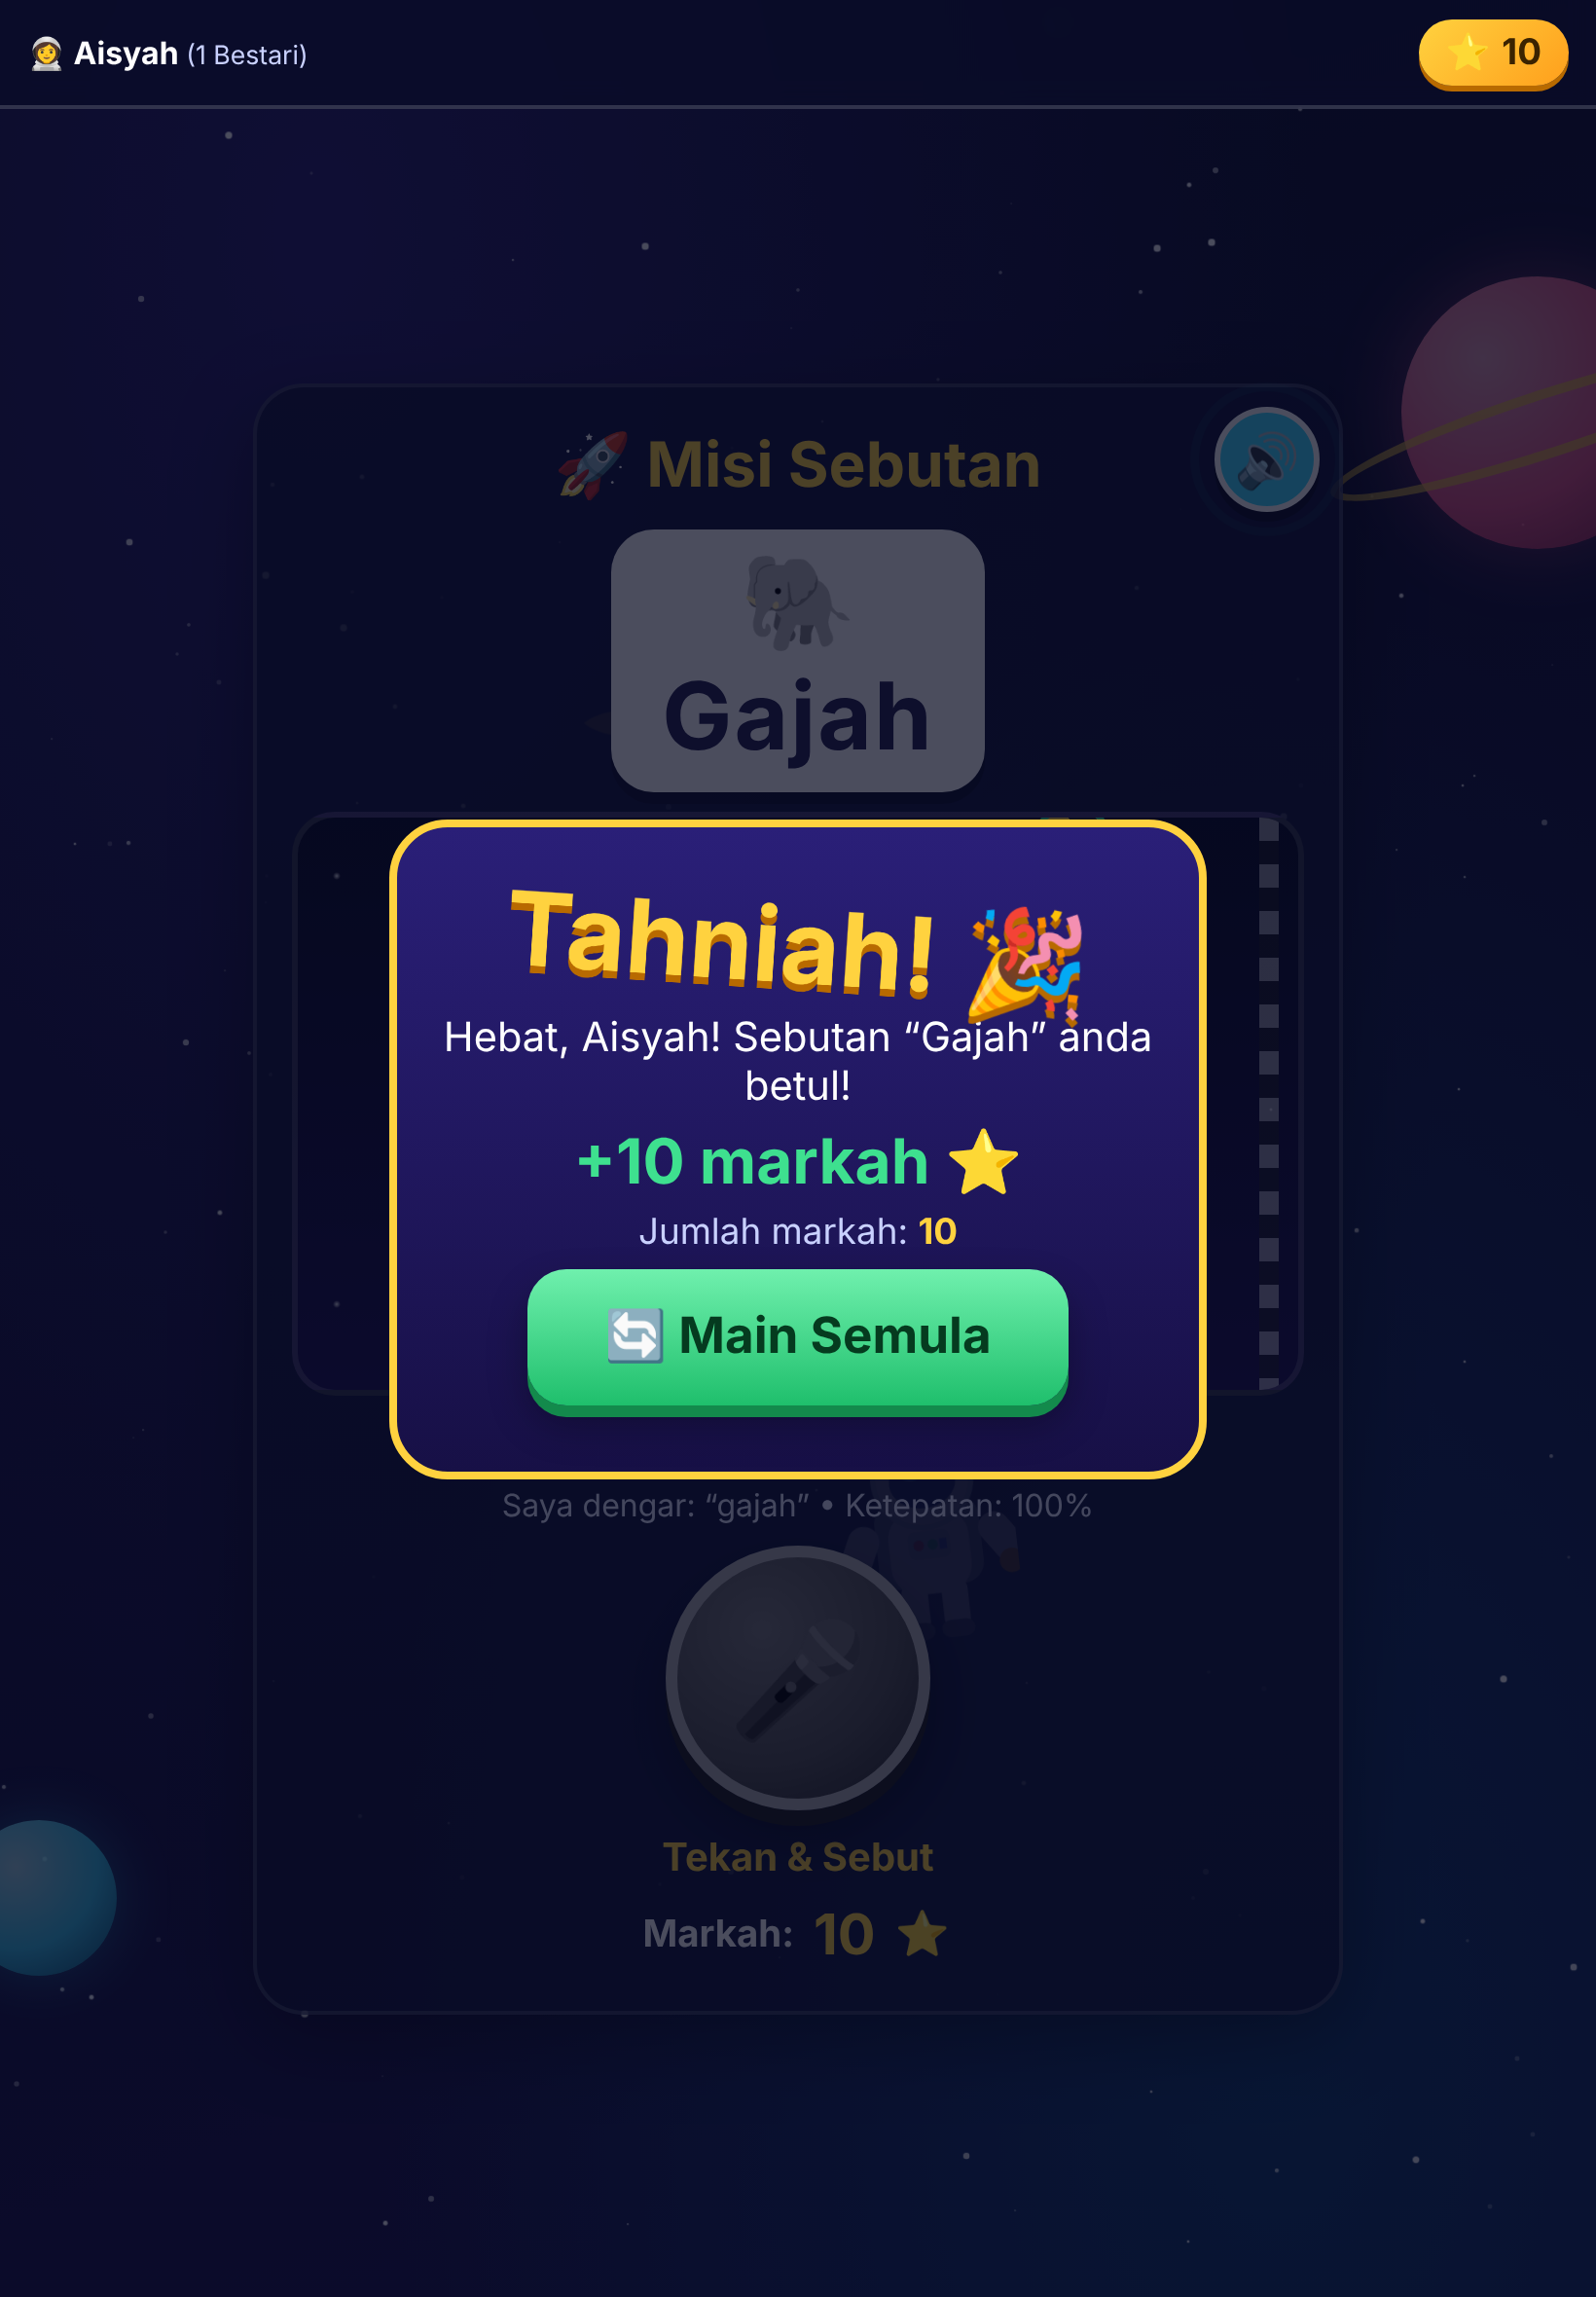 Aisyah (1 Bestari)
10
Misi Sebutan
Gajah
Tahniah!
Hebat, Aisyah! Sebutan “Gajah” anda
betul!
+10 markah
Jumlah markah: 10
Main Semula
Saya dengar: “gajah” • Ketepatan: 100%
Tekan & Sebut
Markah: 10